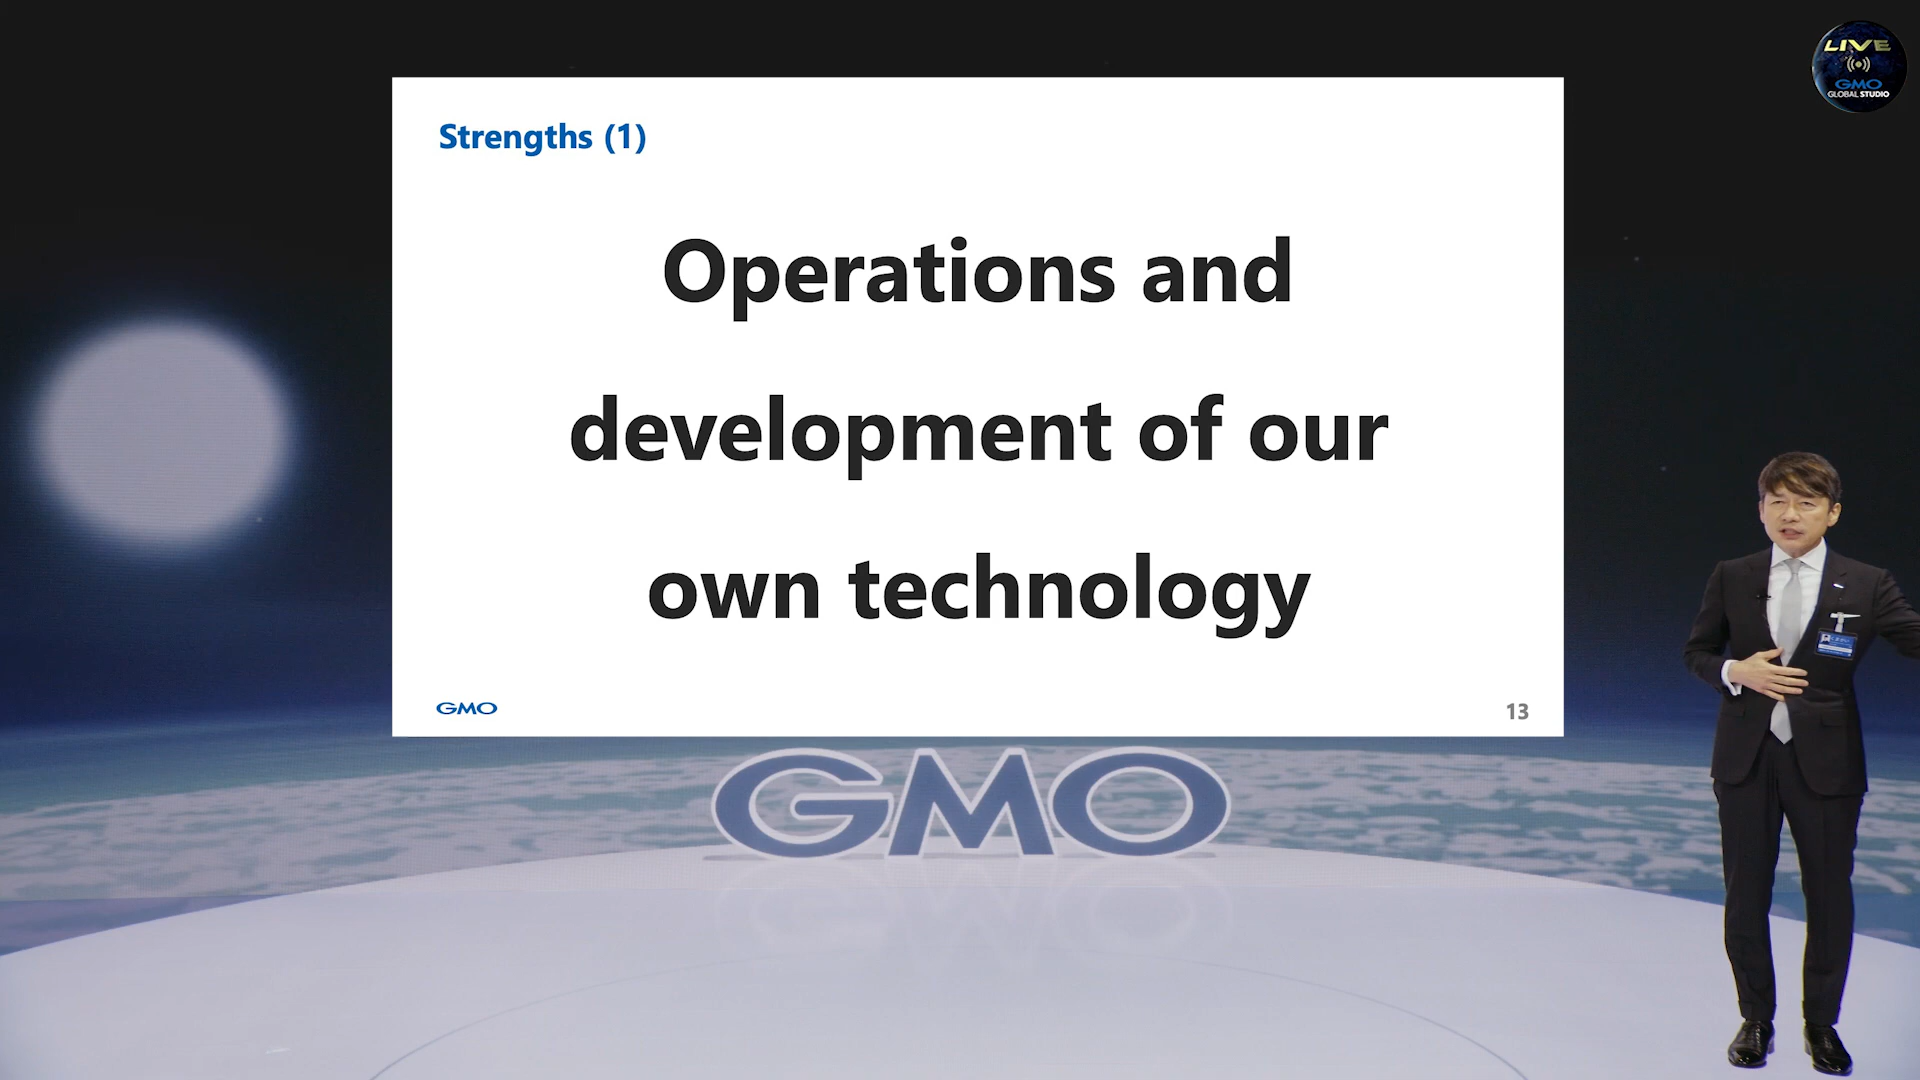 LIVE
GMO
GLOBAL STUDIO
Strengths (1)
Operations and
development of our
own technology
GMO
13
GMO